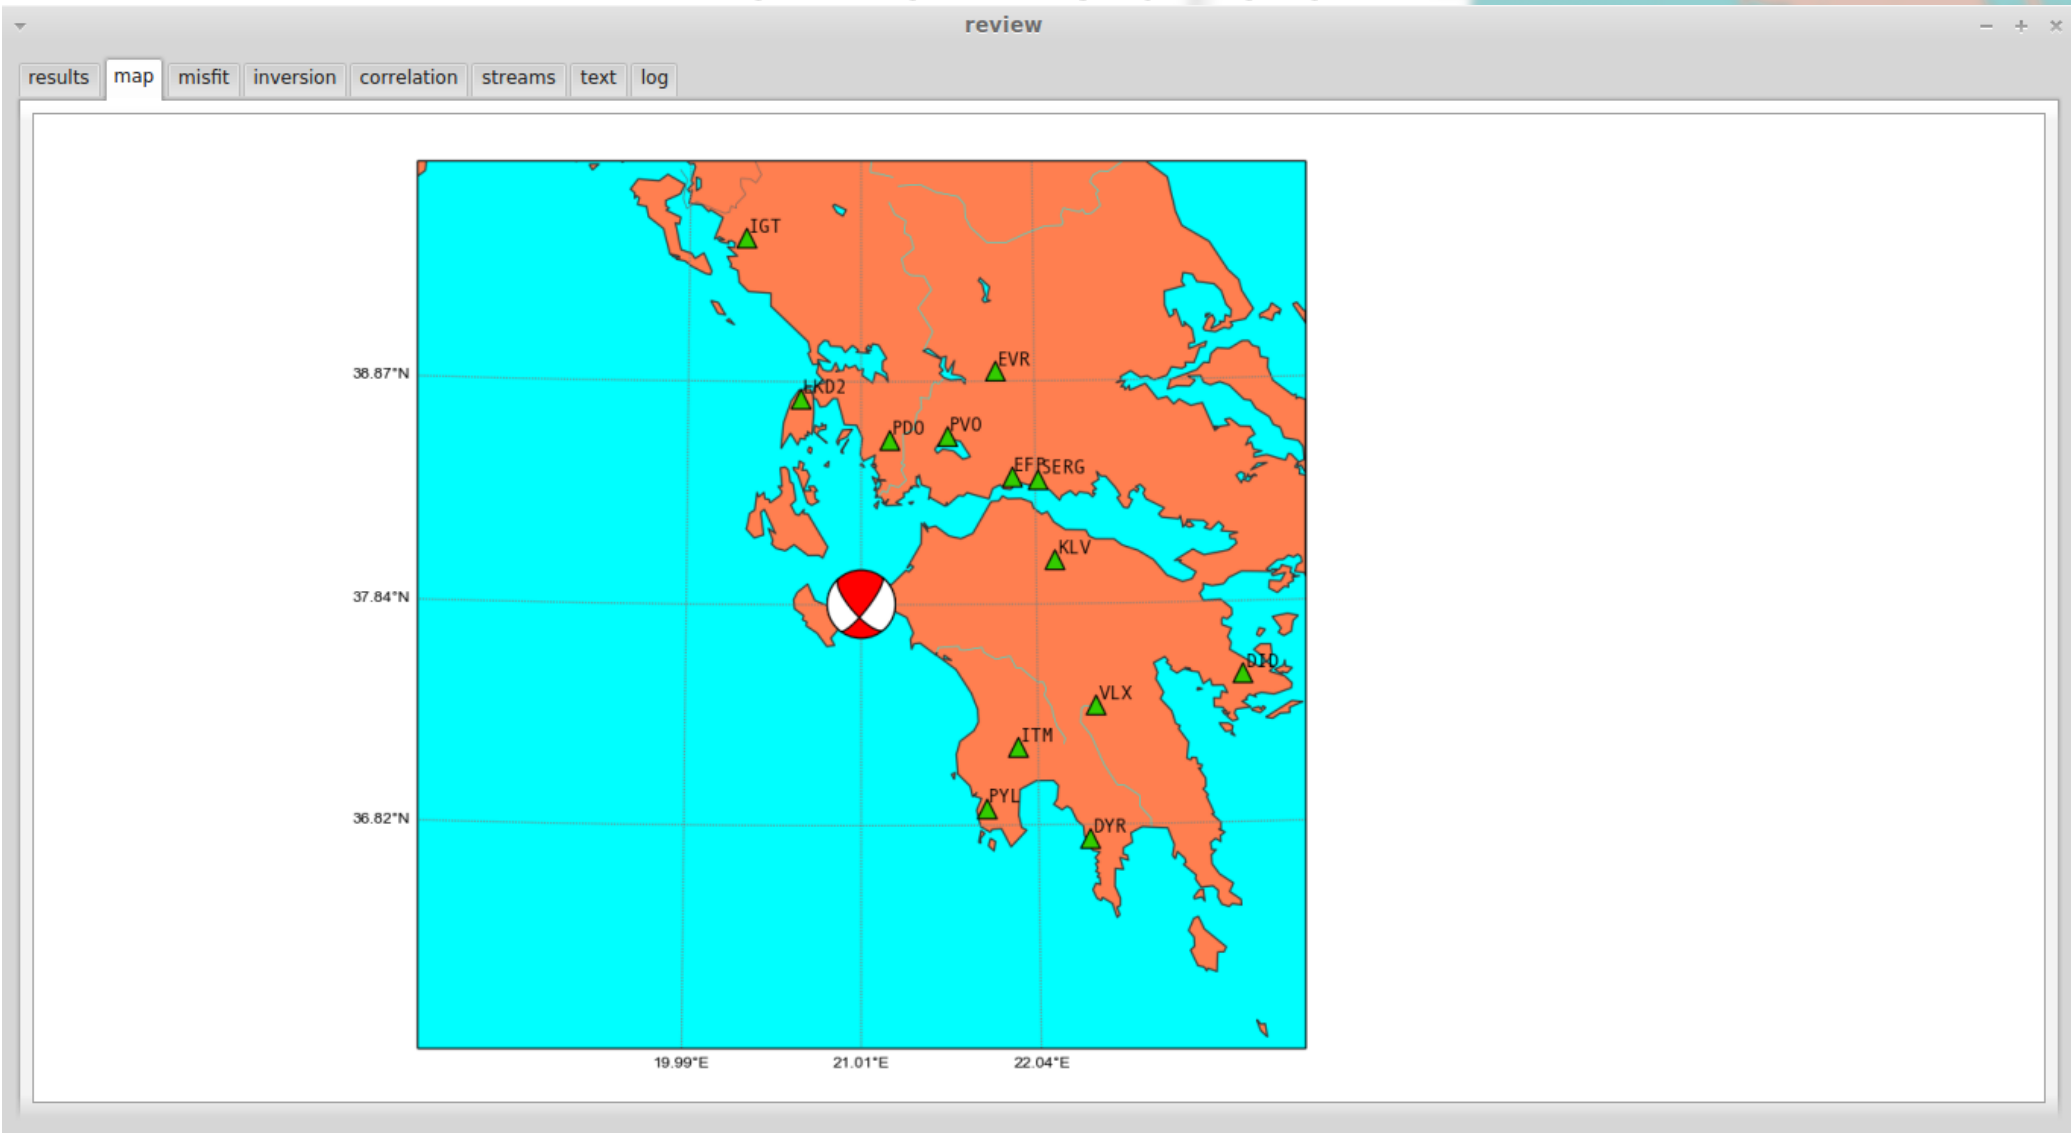 review
results map misfit inversion correlation streams text log
IGT
EVR
38.87°N
LKD2
PDO
PVO
SERG
KLV
37.84°N
DID
VLX
ITM
PYL
36.82°N
DYR
19.99°E 21.01°E 22.04°E